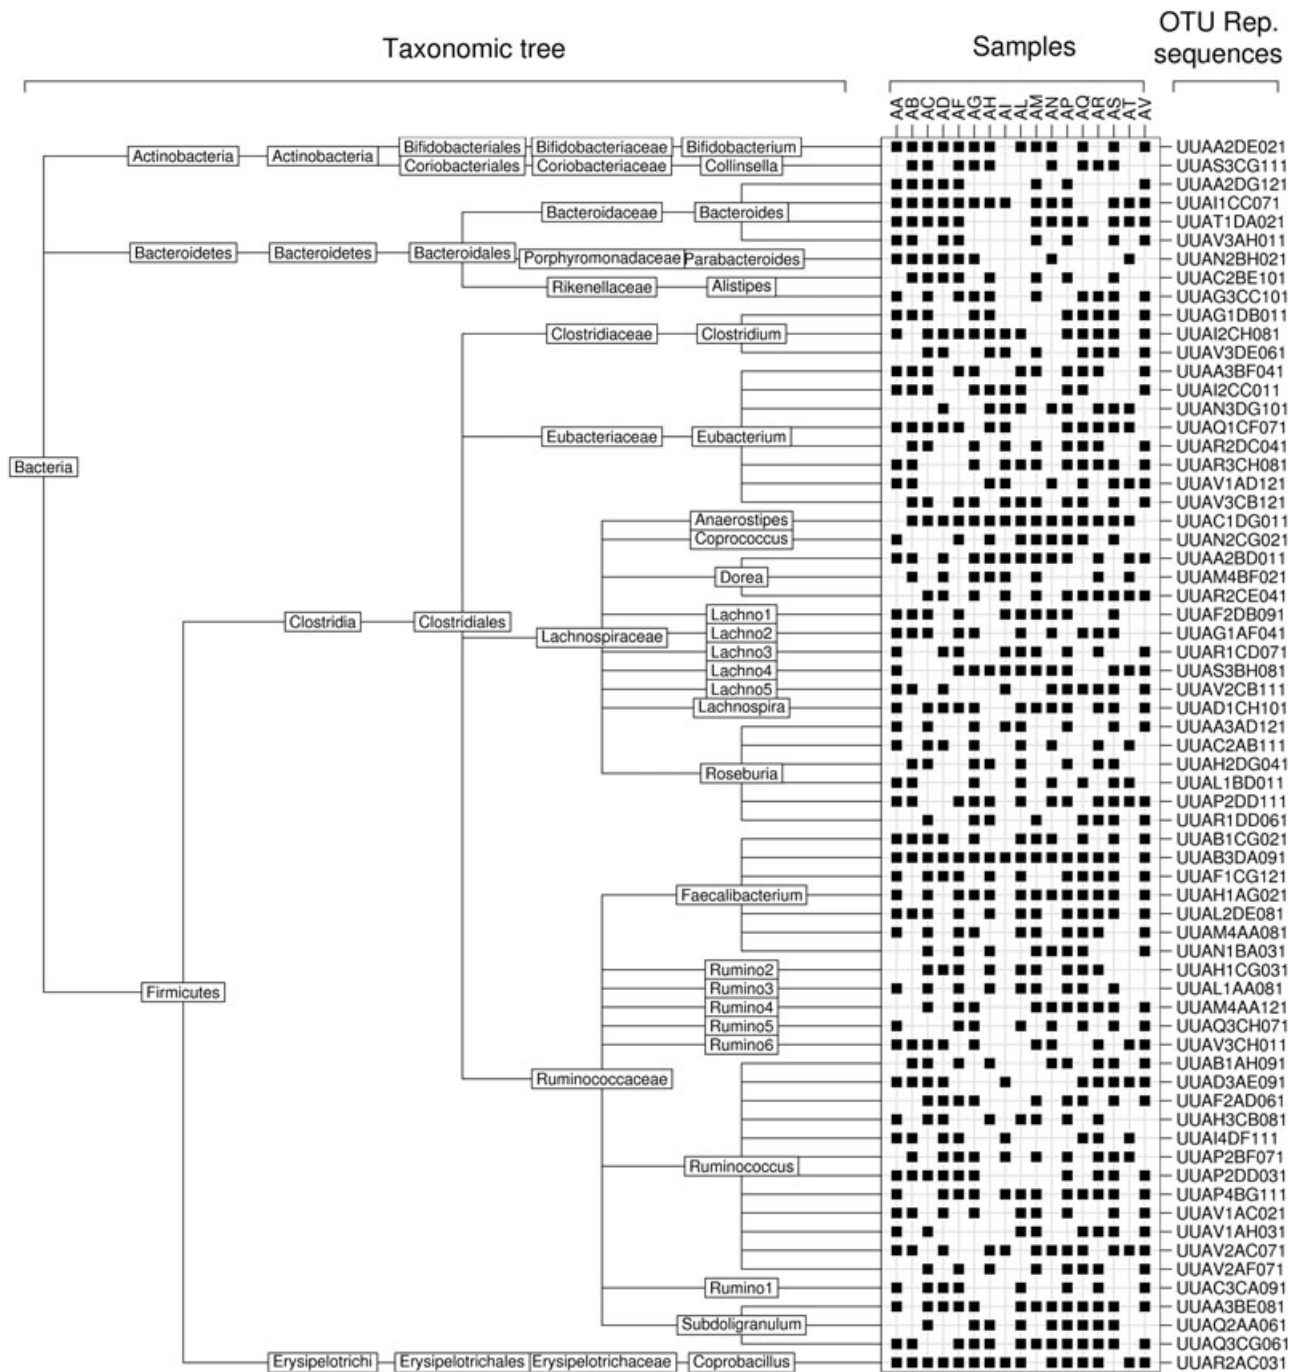 Taxonomic tree
Samples
OTU Rep.
sequences
AA AB AC AD AF AG AH AI AL AM AN AP AQ AR AS AT AV
Actinobacteria Actinobacteria Bifidobacteriales Bifidobacteriaceae Bifidobacterium UUAA2DE021
Coriobacteriales Coriobacteriaceae Collinsella UUAS3CG111
UUAA2DG121
Bacteroidaceae Bacteroides UUAI1CC071
UUAT1DA021
UUAV3AH011
Bacteroidetes Bacteroidetes Bacteroidales Porphyromonadaceae Parabacteroides UUAN2BH021
UUAC2BE101
Rikenellaceae Alistipes UUAG3CC101
UUAG1DB011
Clostridiaceae Clostridium UUAI2CH081
UUAV3DE061
UUAA3BF041
UUAI2CC011
UUAN3DG101
UUAQ1CF071
Eubacteriaceae Eubacterium UUAR2DC041
Bacteria UUAR3CH081
UUAV1AD121
UUAV3CB121
Anaerostipes UUAC1DG011
Coprococcus UUAN2CG021
UUAA2BD011
Dorea UUAM4BF021
UUAR2CE041
Lachno1 UUAF2DB091
Clostridia Clostridiales Lachnospiraceae Lachno2 UUAG1AF041
Lachno3 UUAR1CD071
Lachno4 UUAS3BH081
Lachno5 UUAV2CB111
Lachnospira UUAD1CH101
UUAA3AD121
UUAC2AB111
Roseburia UUAH2DG041
UUAL1BD011
UUAP2DD111
UUAR1DD061
UUAB1CG021
UUAB3DA091
UUAF1CG121
Faecalibacterium UUAH1AG021
UUAL2DE081
UUAM4AA081
UUAN1BA031
Rumino2 UUAH1CG031
Firmicutes Rumino3 UUAL1AA081
Rumino4 UUAM4AA121
Rumino5 UUAQ3CH071
Rumino6 UUAV3CH011
Ruminococcaceae UUAB1AH091
UUAD3AE091
UUAF2AD061
UUAH3CB081
UUAI4DF111
Ruminococcus UUAP2BF071
UUAP2DD031
UUAP4BG111
UUAV1AC021
UUAV1AH031
UUAV2AC071
UUAV2AF071
Rumino1 UUAC3CA091
UUAA3BE081
Subdoligranulum UUAQ2AA061
UUAQ3CG061
Erysipelotrichi Erysipelotrichales Erysipelotrichaceae Coprobacillus UUAR2AC031